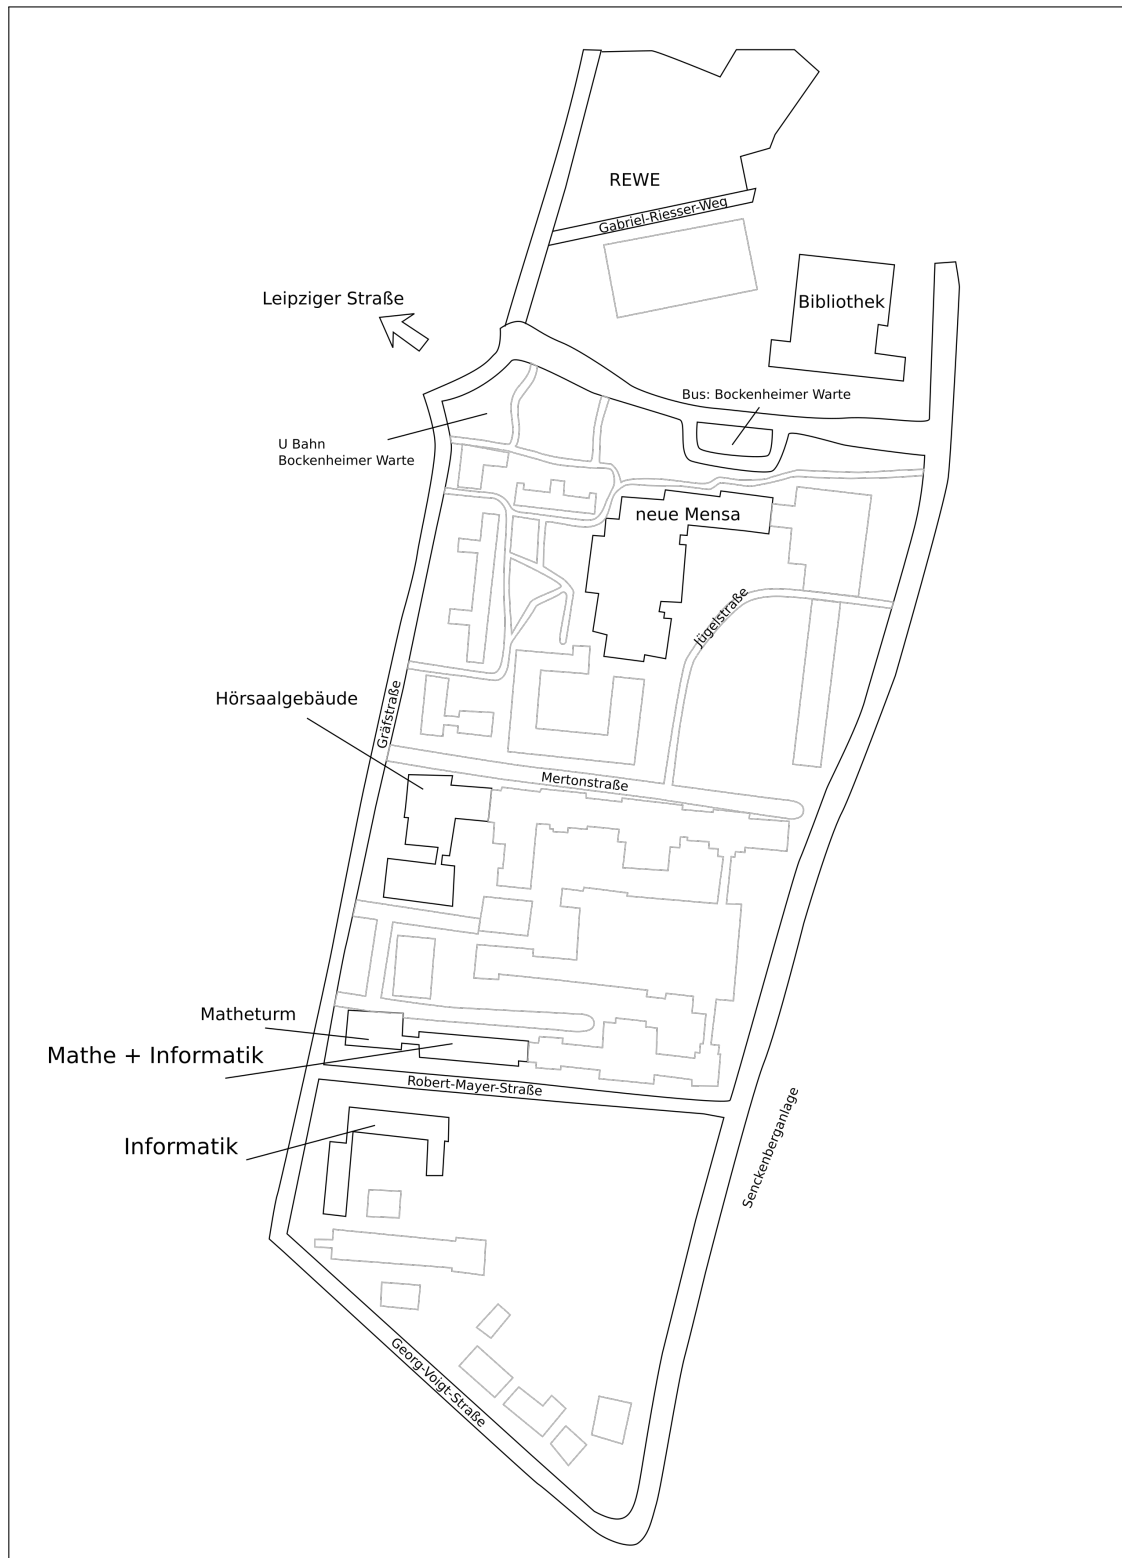 REWE
Gabriel-Riesser-Weg
Leipziger Straße
Bibliothek
Bus: Bockenheimer Warte
U Bahn
Bockenheimer Warte
neue Mensa
Jügelstraße
Gräfstraße
Hörsaalgebäude
Mertonstraße
Matheturm
Mathe + Informatik
Robert-Mayer-Straße
Senckenberganlage
Informatik
Georg-Voigt-Straße